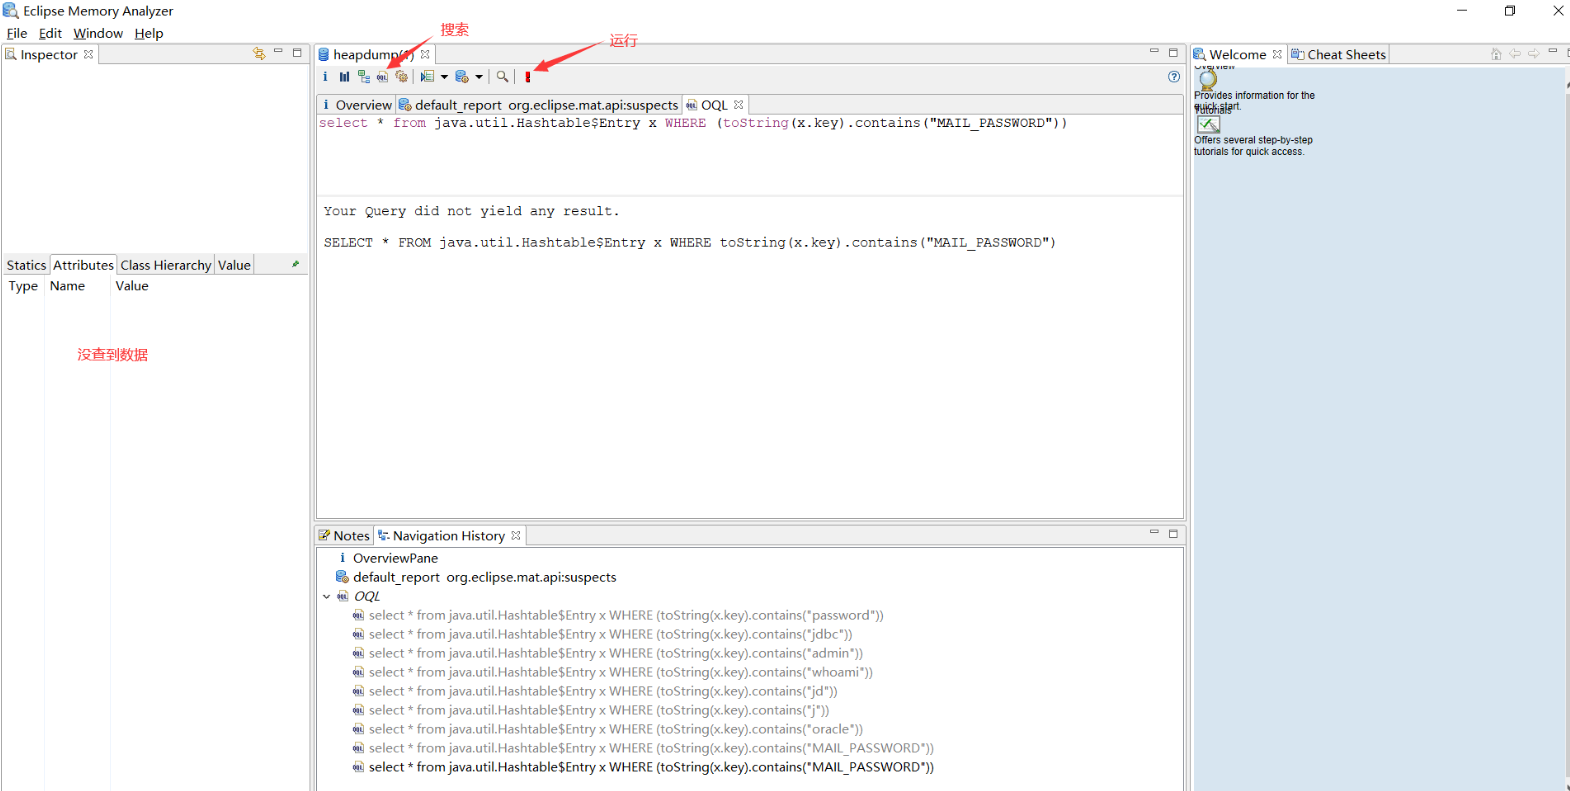 Eclipse Memory Analyzer
File Edit Window Help
搜索
运行
Inspector
heapdump(1)
Welcome
Cheat Sheets
Overview
default_report org.eclipse.mat.api:suspects
OQL
select * from java.util.Hashtable$Entry x WHERE (toString(x.key).contains("MAIL_PASSWORD"))
Your Query did not yield any result.
SELECT * FROM java.util.Hashtable$Entry x WHERE toString(x.key).contains("MAIL_PASSWORD")
Overview
Provides information for the
quick start.
Tutorials
Offers several step-by-step
tutorials for quick access.
Statics Attributes Class Hierarchy Value
Type Name Value
没查到数据
Notes
Navigation History
OverviewPane
default_report org.eclipse.mat.api:suspects
OQL
select * from java.util.Hashtable$Entry x WHERE (toString(x.key).contains("password"))
select * from java.util.Hashtable$Entry x WHERE (toString(x.key).contains("jdbc"))
select * from java.util.Hashtable$Entry x WHERE (toString(x.key).contains("admin"))
select * from java.util.Hashtable$Entry x WHERE (toString(x.key).contains("whoami"))
select * from java.util.Hashtable$Entry x WHERE (toString(x.key).contains("jd"))
select * from java.util.Hashtable$Entry x WHERE (toString(x.key).contains("j"))
select * from java.util.Hashtable$Entry x WHERE (toString(x.key).contains("oracle"))
select * from java.util.Hashtable$Entry x WHERE (toString(x.key).contains("MAIL_PASSWORD"))
select * from java.util.Hashtable$Entry x WHERE (toString(x.key).contains("MAIL_PASSWORD"))